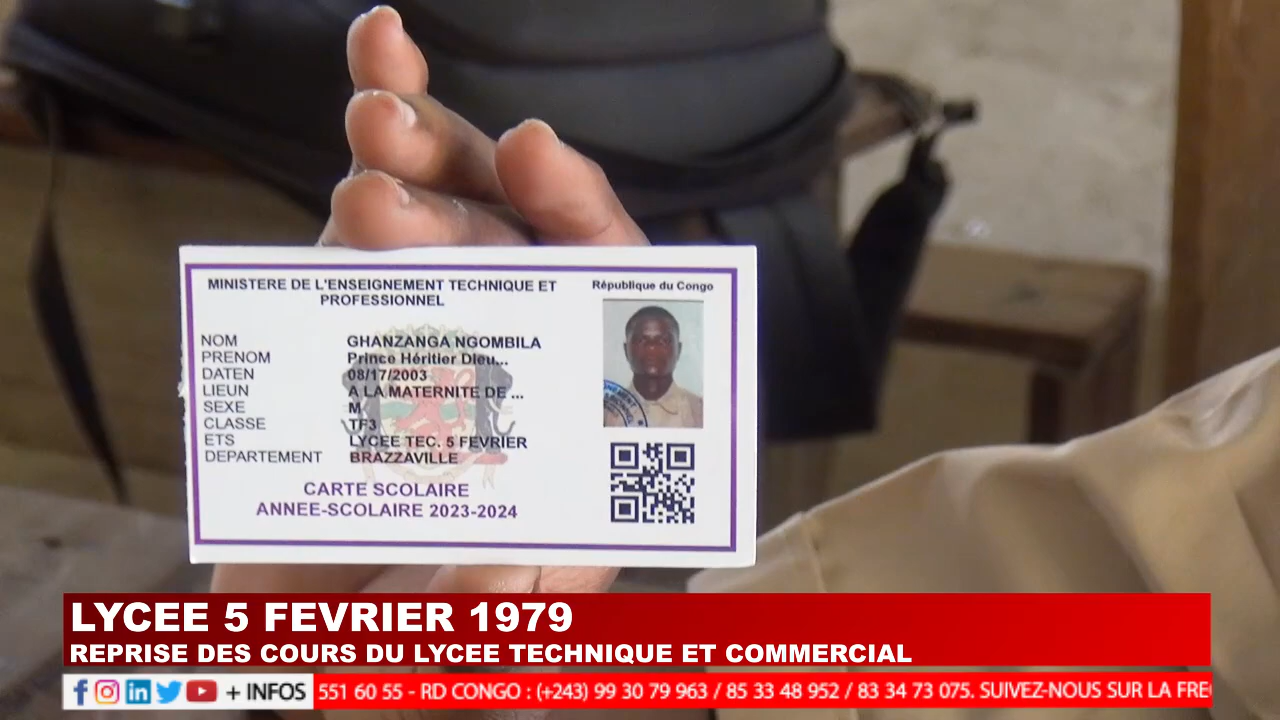 MINISTERE DE L'ENSEIGNEMENT TECHNIQUE ET
PROFESSIONNEL
République du Congo
NOM GHANZANGA NGOMBILA
PRENOM Prince Héritier Dieu...
DATEN 08/17/2003
LIEUN A LA MATERNITE DE ...
SEXE M
CLASSE TF3
ETS LYCEE TEC. 5 FEVRIER
DEPARTEMENT BRAZZAVILLE
CARTE SCOLAIRE
ANNEE-SCOLAIRE 2023-2024
LYCEE 5 FEVRIER 1979
REPRISE DES COURS DU LYCEE TECHNIQUE ET COMMERCIAL
+ INFOS 551 60 55 - RD CONGO : (+243) 99 30 79 963 / 85 33 48 952 / 83 34 73 075. SUIVEZ-NOUS SUR LA FRE